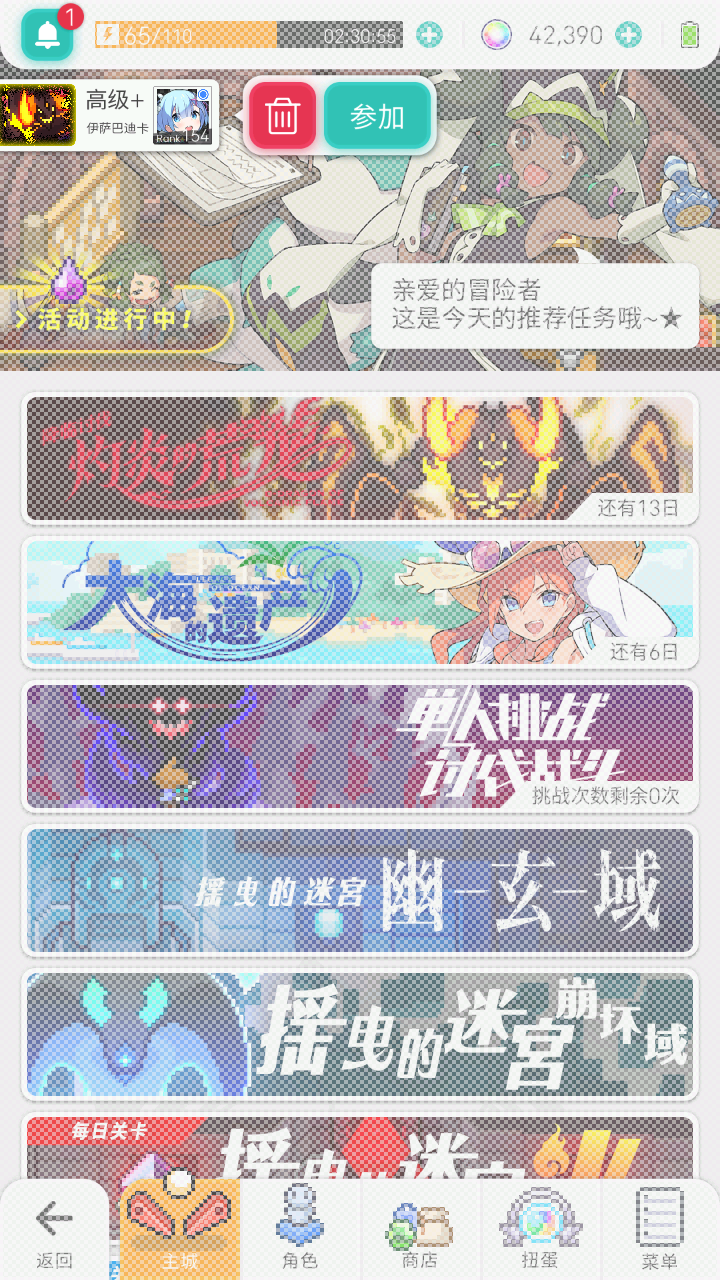 1
65/110
02:30:55
42,390
高级+
伊萨巴迪卡
Rank 154
参加
亲爱的冒险者
这是今天的推荐任务哦~★
> 活动进行中！
还有13日
大海的遗产
还有6日
单人挑战
讨伐战斗
挑战次数剩余0次
摇曳的迷宫 幽-玄-域
摇曳的迷宫 崩坏域
每日关卡
摇曳的迷宫
返回
主城
角色
商店
扭蛋
菜单